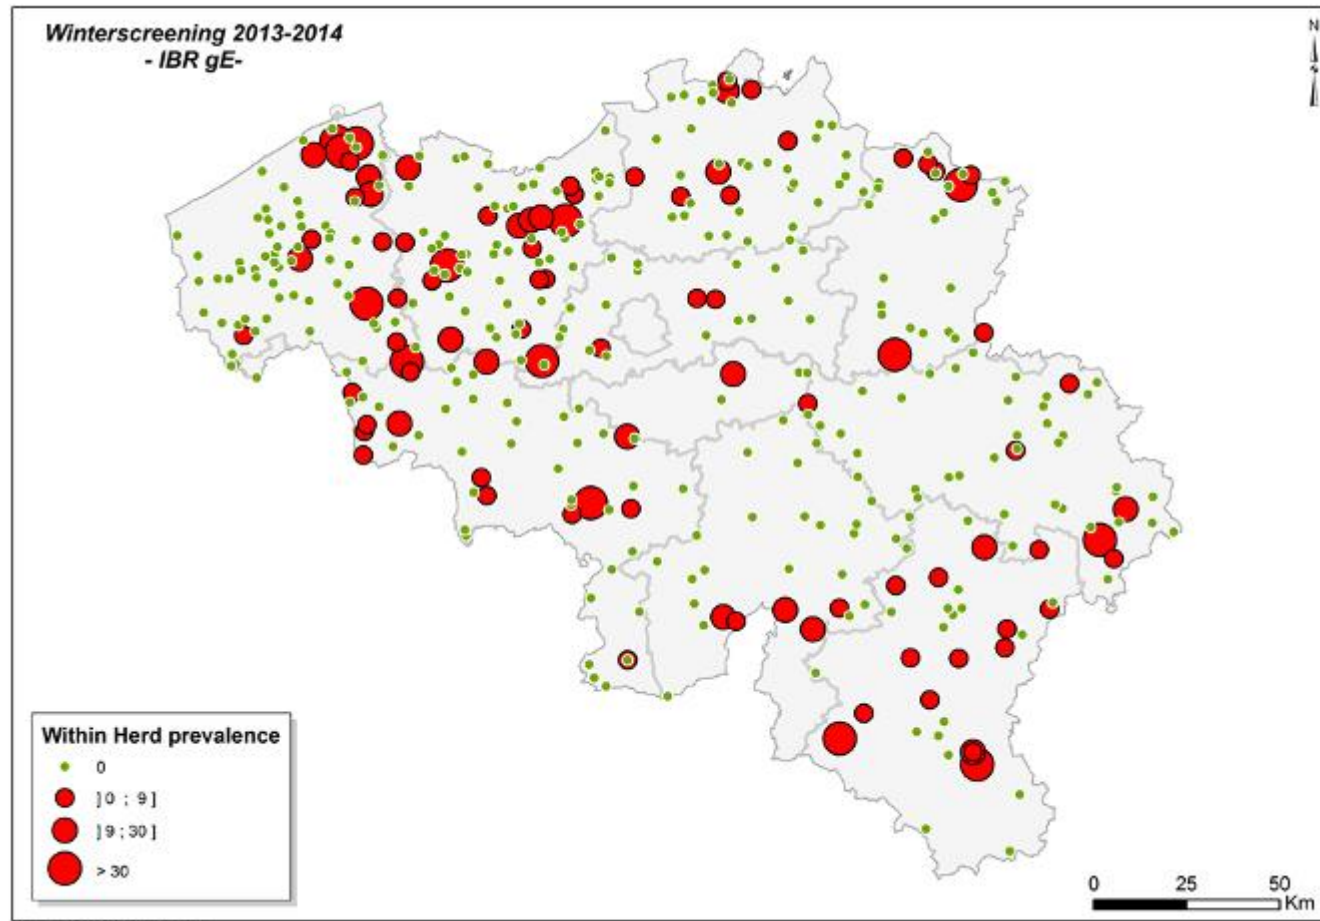 Winterscreening 2013-2014
- IBR gE-
N
Within Herd prevalence
0
] 0 ; 9 ]
] 9 ; 30 ]
> 30
0 25 50
Km